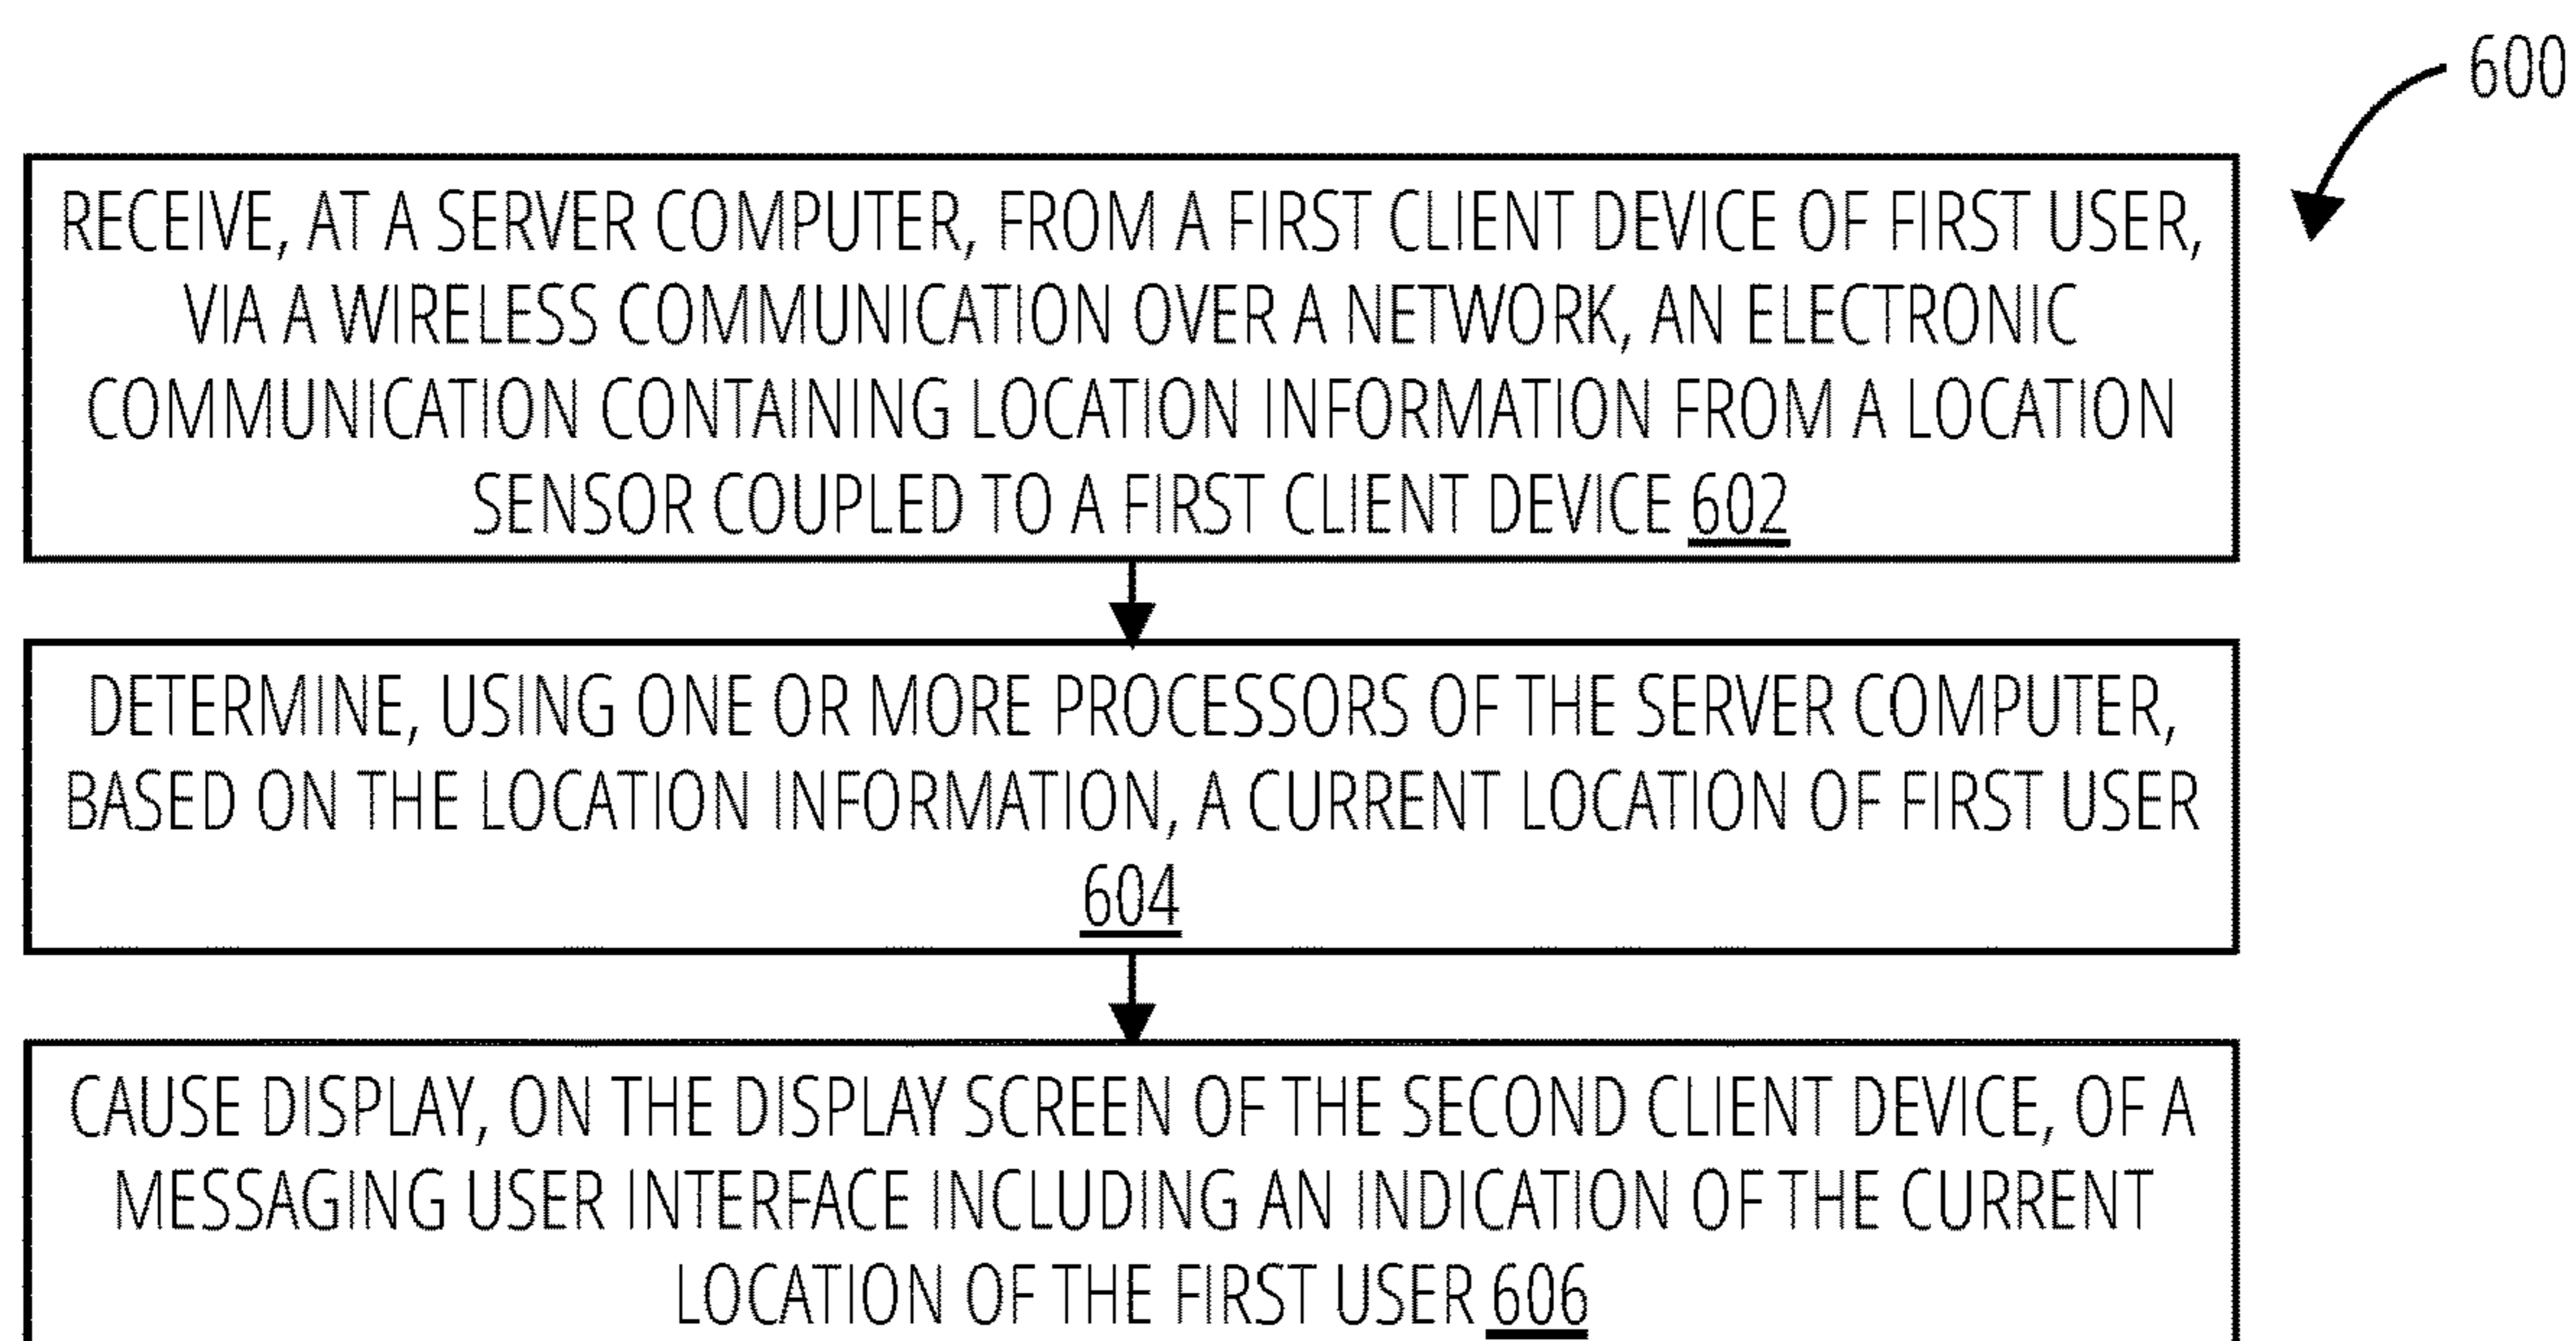 600
RECEIVE, AT A SERVER COMPUTER, FROM A FIRST CLIENT DEVICE OF FIRST USER,
VIA A WIRELESS COMMUNICATION OVER A NETWORK, AN ELECTRONIC
COMMUNICATION CONTAINING LOCATION INFORMATION FROM A LOCATION
SENSOR COUPLED TO A FIRST CLIENT DEVICE 602
DETERMINE, USING ONE OR MORE PROCESSORS OF THE SERVER COMPUTER,
BASED ON THE LOCATION INFORMATION, A CURRENT LOCATION OF FIRST USER
604
CAUSE DISPLAY, ON THE DISPLAY SCREEN OF THE SECOND CLIENT DEVICE, OF A
MESSAGING USER INTERFACE INCLUDING AN INDICATION OF THE CURRENT
LOCATION OF THE FIRST USER 606